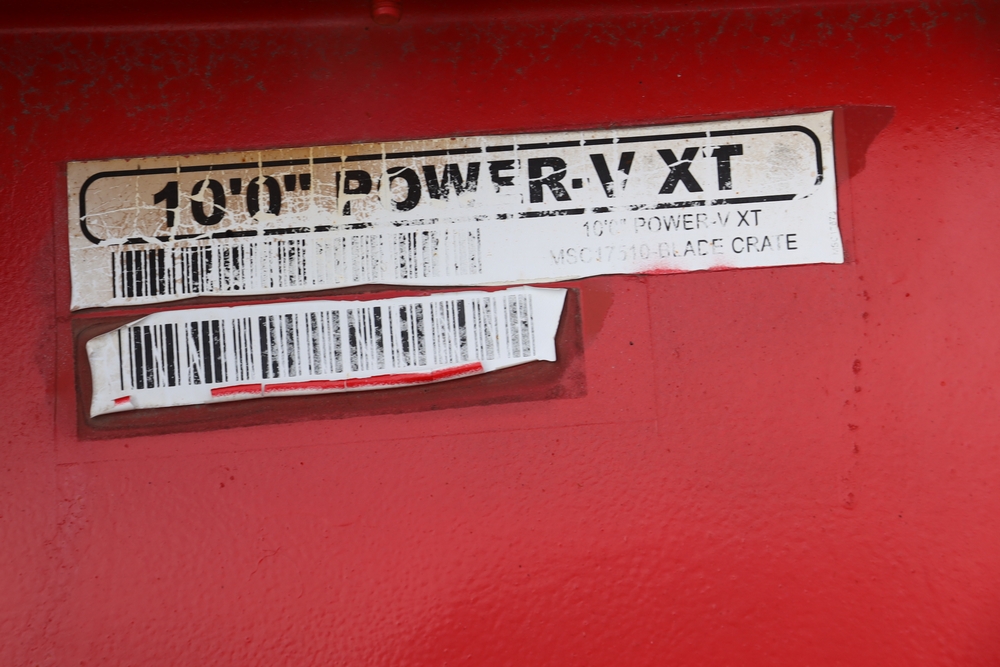 10'0" POWER-V XT
10'0" POWER-V XT
MSC17510-BLADE CRATE